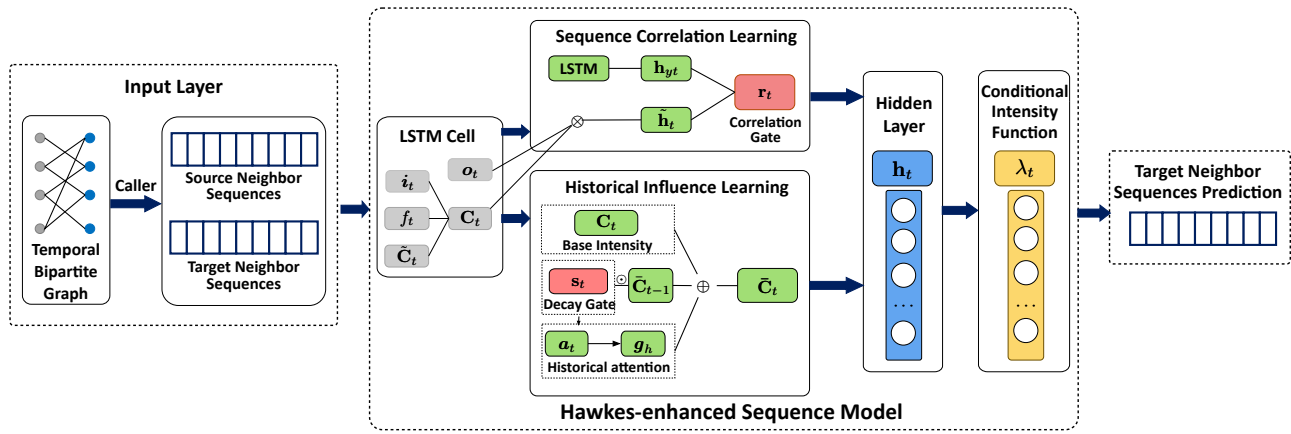 Input Layer
Temporal
Bipartite
Graph
Caller
Source Neighbor
Sequences
Target Neighbor
Sequences
LSTM Cell
i_t
f_t
C̃_t
o_t
C_t
Sequence Correlation Learning
LSTM
h_yt
h̃_t
⊗
r_t
Correlation
Gate
Historical Influence Learning
C_t
Base Intensity
s_t
Decay Gate
⊙
C̄_t−1
⊕
C̄_t
a_t
g_h
Historical attention
Hidden
Layer
h_t
...
Conditional
Intensity
Function
λ_t
...
Hawkes-enhanced Sequence Model
Target Neighbor
Sequences Prediction